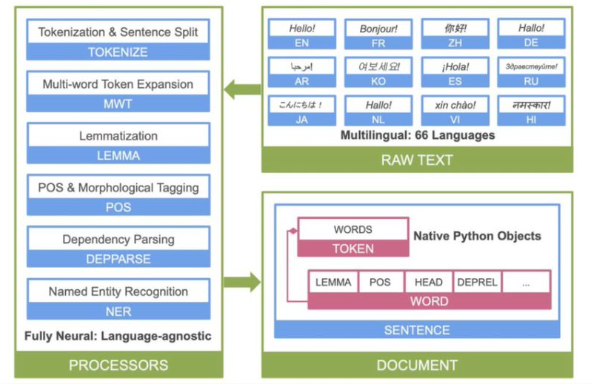 Tokenization & Sentence Split
TOKENIZE
Multi-word Token Expansion
MWT
Lemmatization
LEMMA
POS & Morphological Tagging
POS
Dependency Parsing
DEPPARSE
Named Entity Recognition
NER
Fully Neural: Language-agnostic
PROCESSORS
Hello! Bonjour! 你好! Hallo!
EN FR ZH DE
مرحبا! 여보세요! ¡Hola! Здравствуйте!
AR KO ES RU
こんにちは! Hallo! xin chào! नमस्कार!
JA NL VI HI
Multilingual: 66 Languages
RAW TEXT
WORDS
TOKEN
Native Python Objects
LEMMA POS HEAD DEPREL ...
WORD
SENTENCE
DOCUMENT